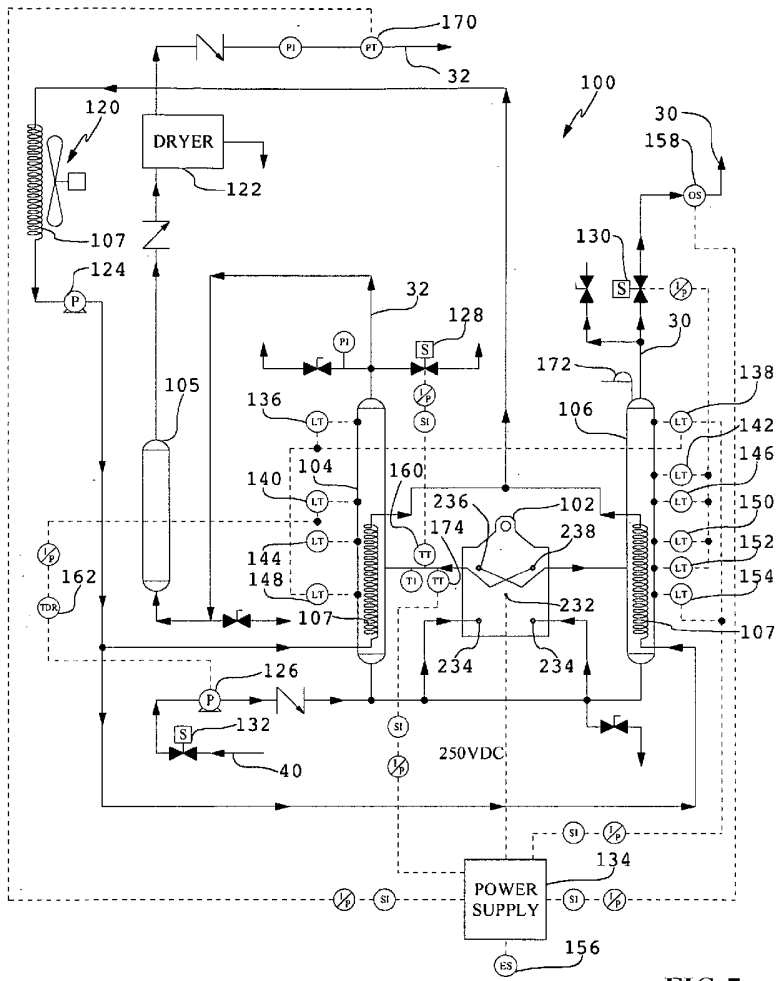 170
PI
PT
32
100
120
30
158
DRYER
OS
122
107
130
124
S
I/P
P
32
128
30
PI
S
172
138
105
136
I/P
106
LT
LT
SI
142
104
LT
146
140
160
236
102
LT
LT
TT
174
238
150
I/P
144
LT
LT
152
162
148
TI
TT
LT
154
TDR
LT
232
LT
107
107
126
234
234
P
132
SI
S
250VDC
40
I/P
SI
I/P
134
I/P
SI
POWER
SUPPLY
SI
I/P
ES
156